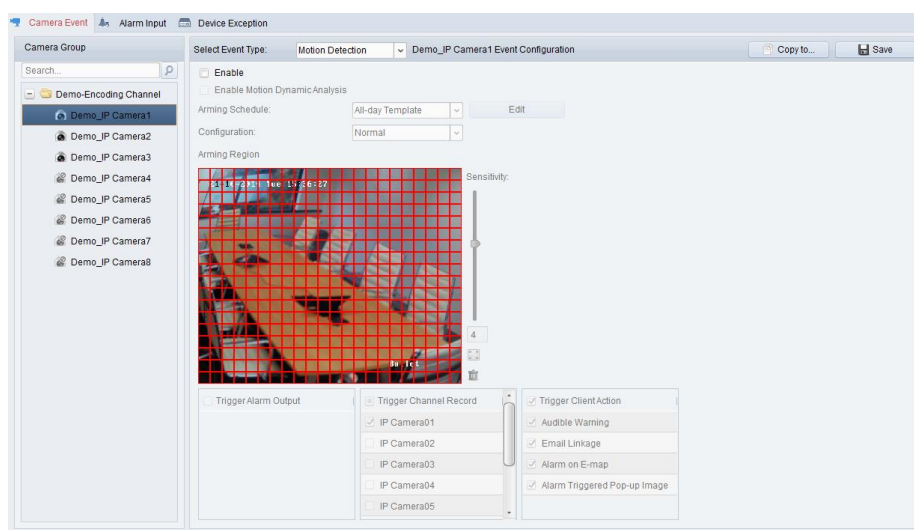 Camera Event Alarm Input Device Exception
Camera Group
Select Event Type: Motion Detection Demo_IP Camera1 Event Configuration Copy to... Save
Search...
Enable
Demo-Encoding Channel
Enable Motion Dynamic Analysis
Demo_IP Camera1
Arming Schedule: All-day Template Edit
Demo_IP Camera2
Configuration: Normal
Demo_IP Camera3
Arming Region
Demo_IP Camera4
Sensitivity:
Demo_IP Camera5
Demo_IP Camera6
Demo_IP Camera7
Demo_IP Camera8
4
Trigger Alarm Output Trigger Channel Record Trigger Client Action
IP Camera01 Audible Warning
IP Camera02 Email Linkage
IP Camera03 Alarm on E-map
IP Camera04 Alarm Triggered Pop-up Image
IP Camera05